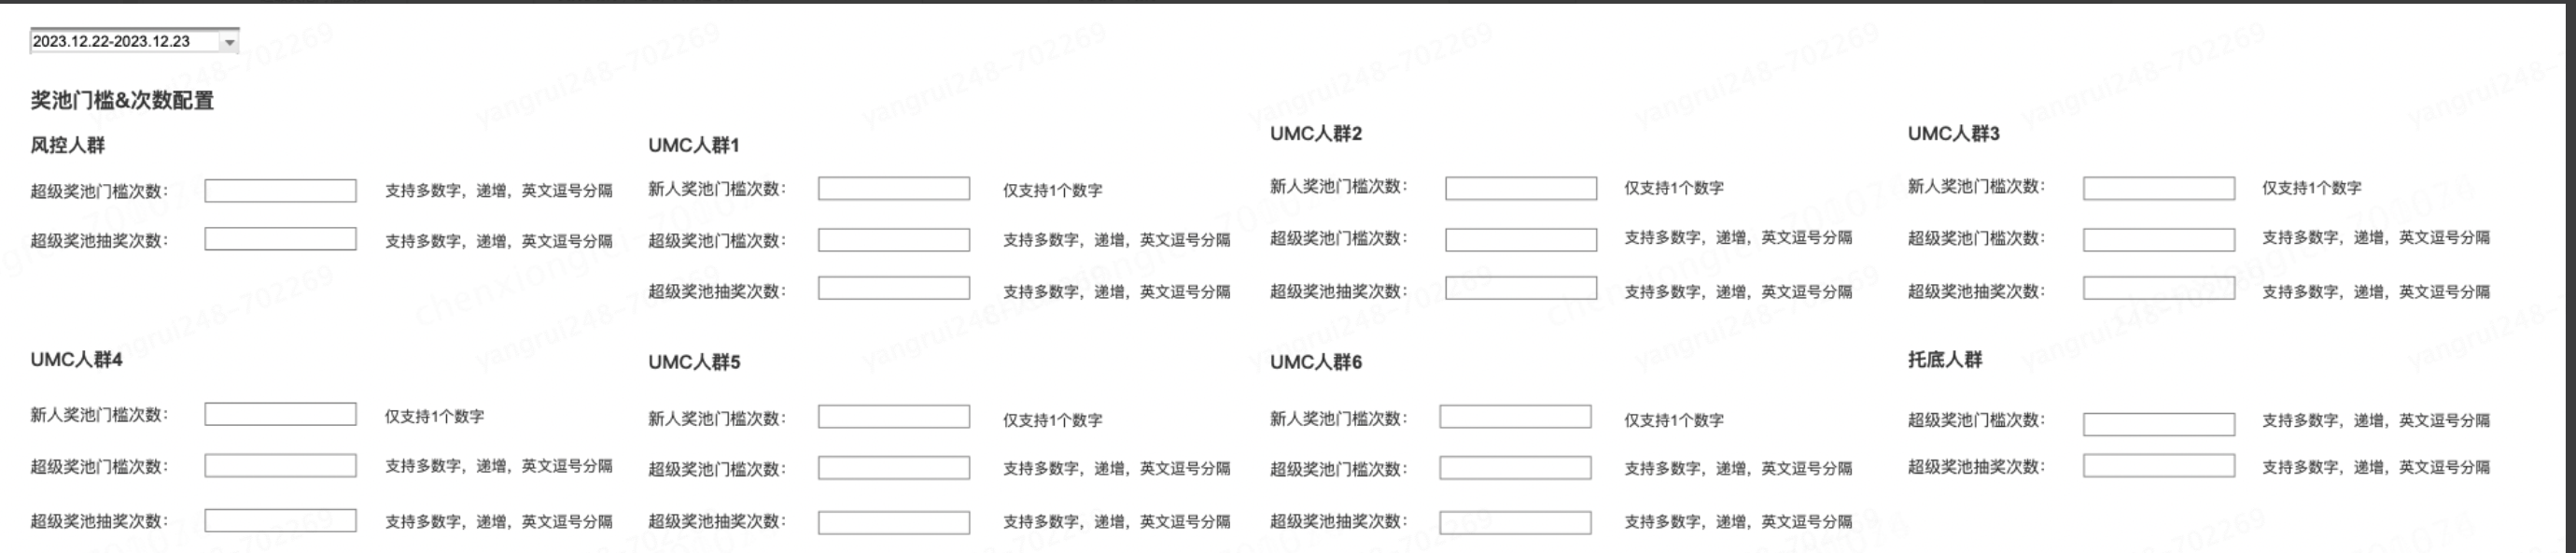 2023.12.22-2023.12.23
奖池门槛&次数配置
风控人群
超级奖池门槛次数： 支持多数字，递增，英文逗号分隔
超级奖池抽奖次数： 支持多数字，递增，英文逗号分隔
UMC人群1
新人奖池门槛次数： 仅支持1个数字
超级奖池门槛次数： 支持多数字，递增，英文逗号分隔
超级奖池抽奖次数： 支持多数字，递增，英文逗号分隔
UMC人群2
新人奖池门槛次数： 仅支持1个数字
超级奖池门槛次数： 支持多数字，递增，英文逗号分隔
超级奖池抽奖次数： 支持多数字，递增，英文逗号分隔
UMC人群3
新人奖池门槛次数： 仅支持1个数字
超级奖池门槛次数： 支持多数字，递增，英文逗号分隔
超级奖池抽奖次数： 支持多数字，递增，英文逗号分隔
UMC人群4
新人奖池门槛次数： 仅支持1个数字
超级奖池门槛次数： 支持多数字，递增，英文逗号分隔
超级奖池抽奖次数： 支持多数字，递增，英文逗号分隔
UMC人群5
新人奖池门槛次数： 仅支持1个数字
超级奖池门槛次数： 支持多数字，递增，英文逗号分隔
超级奖池抽奖次数： 支持多数字，递增，英文逗号分隔
UMC人群6
新人奖池门槛次数： 仅支持1个数字
超级奖池门槛次数： 支持多数字，递增，英文逗号分隔
超级奖池抽奖次数： 支持多数字，递增，英文逗号分隔
托底人群
超级奖池门槛次数： 支持多数字，递增，英文逗号分隔
超级奖池抽奖次数： 支持多数字，递增，英文逗号分隔